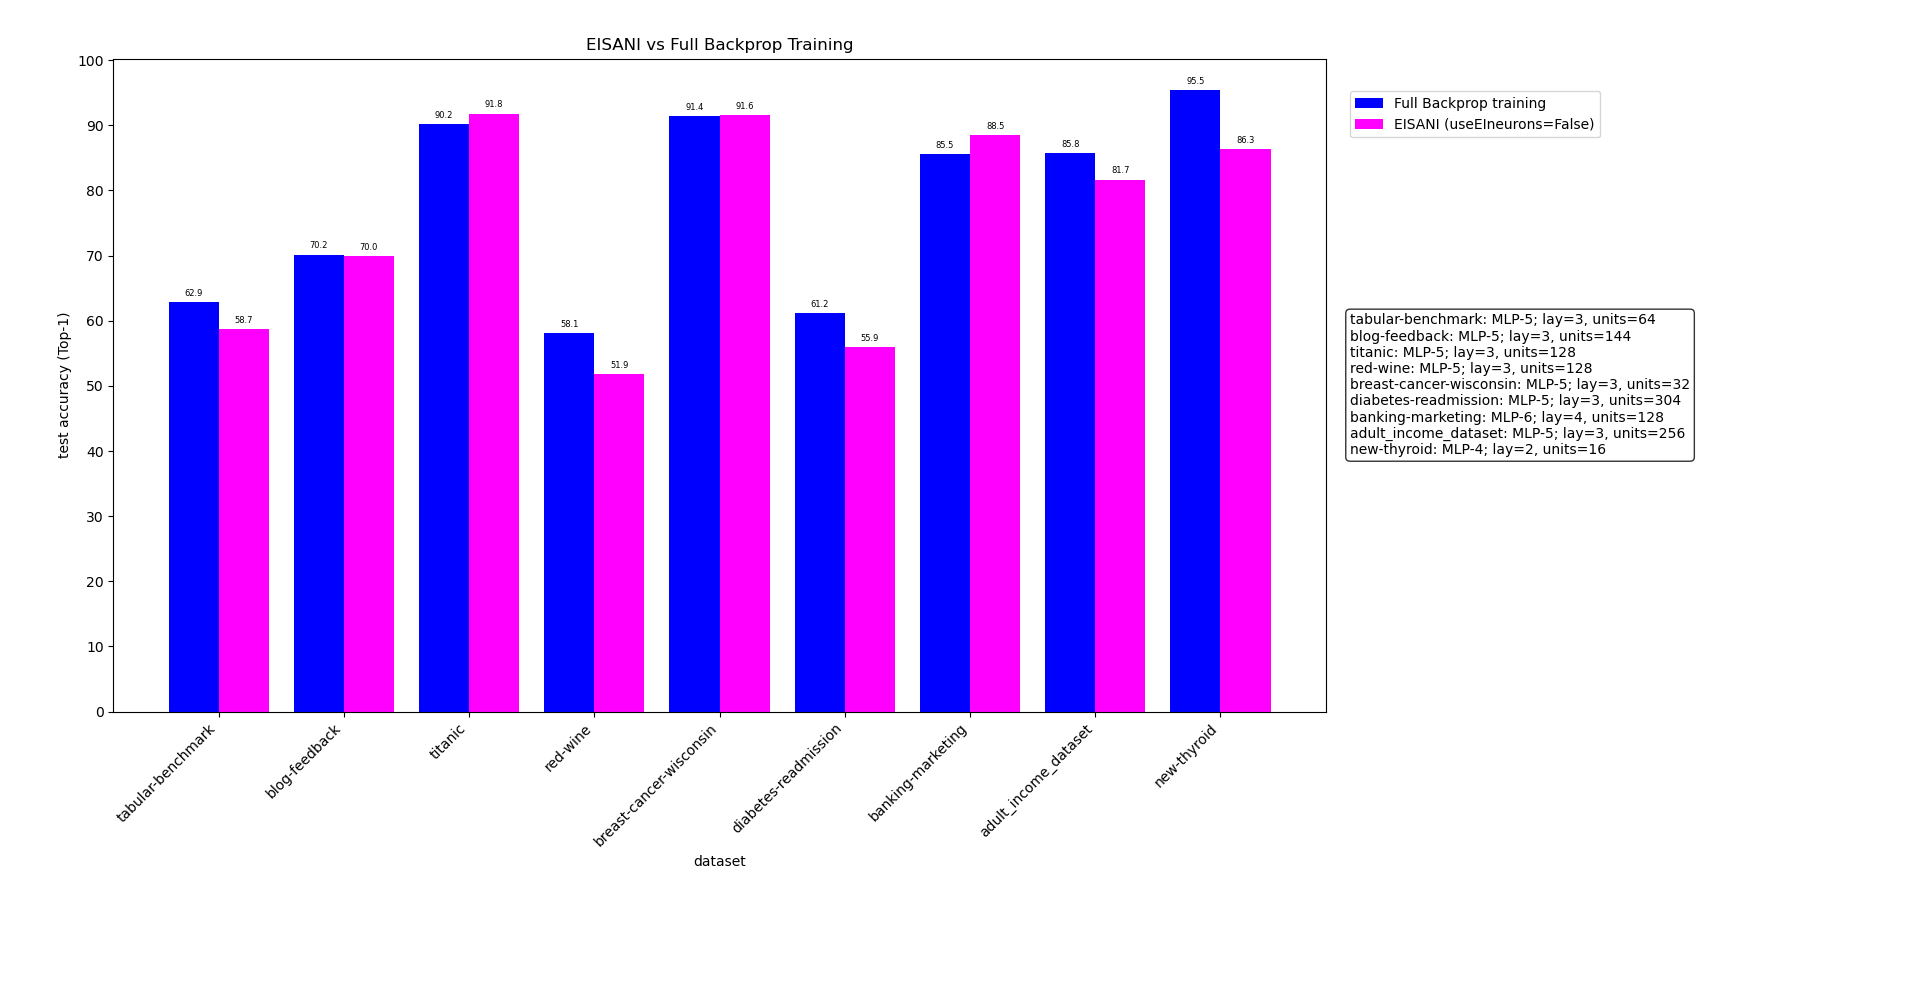 EISANI vs Full Backprop Training
test accuracy (Top-1)
100
90
80
70
60
50
40
30
20
10
0
62.9
58.7
70.2
70.0
90.2
91.8
58.1
51.9
91.4
91.6
61.2
55.9
85.5
88.5
85.8
81.7
95.5
86.3
tabular-benchmark
blog-feedback
titanic
red-wine
breast-cancer-wisconsin
diabetes-readmission
banking-marketing
adult_income_dataset
new-thyroid
dataset
Full Backprop training
EISANI (useEIneurons=False)
tabular-benchmark: MLP-5; lay=3, units=64
blog-feedback: MLP-5; lay=3, units=144
titanic: MLP-5; lay=3, units=128
red-wine: MLP-5; lay=3, units=128
breast-cancer-wisconsin: MLP-5; lay=3, units=32
diabetes-readmission: MLP-5; lay=3, units=304
banking-marketing: MLP-6; lay=4, units=128
adult_income_dataset: MLP-5; lay=3, units=256
new-thyroid: MLP-4; lay=2, units=16